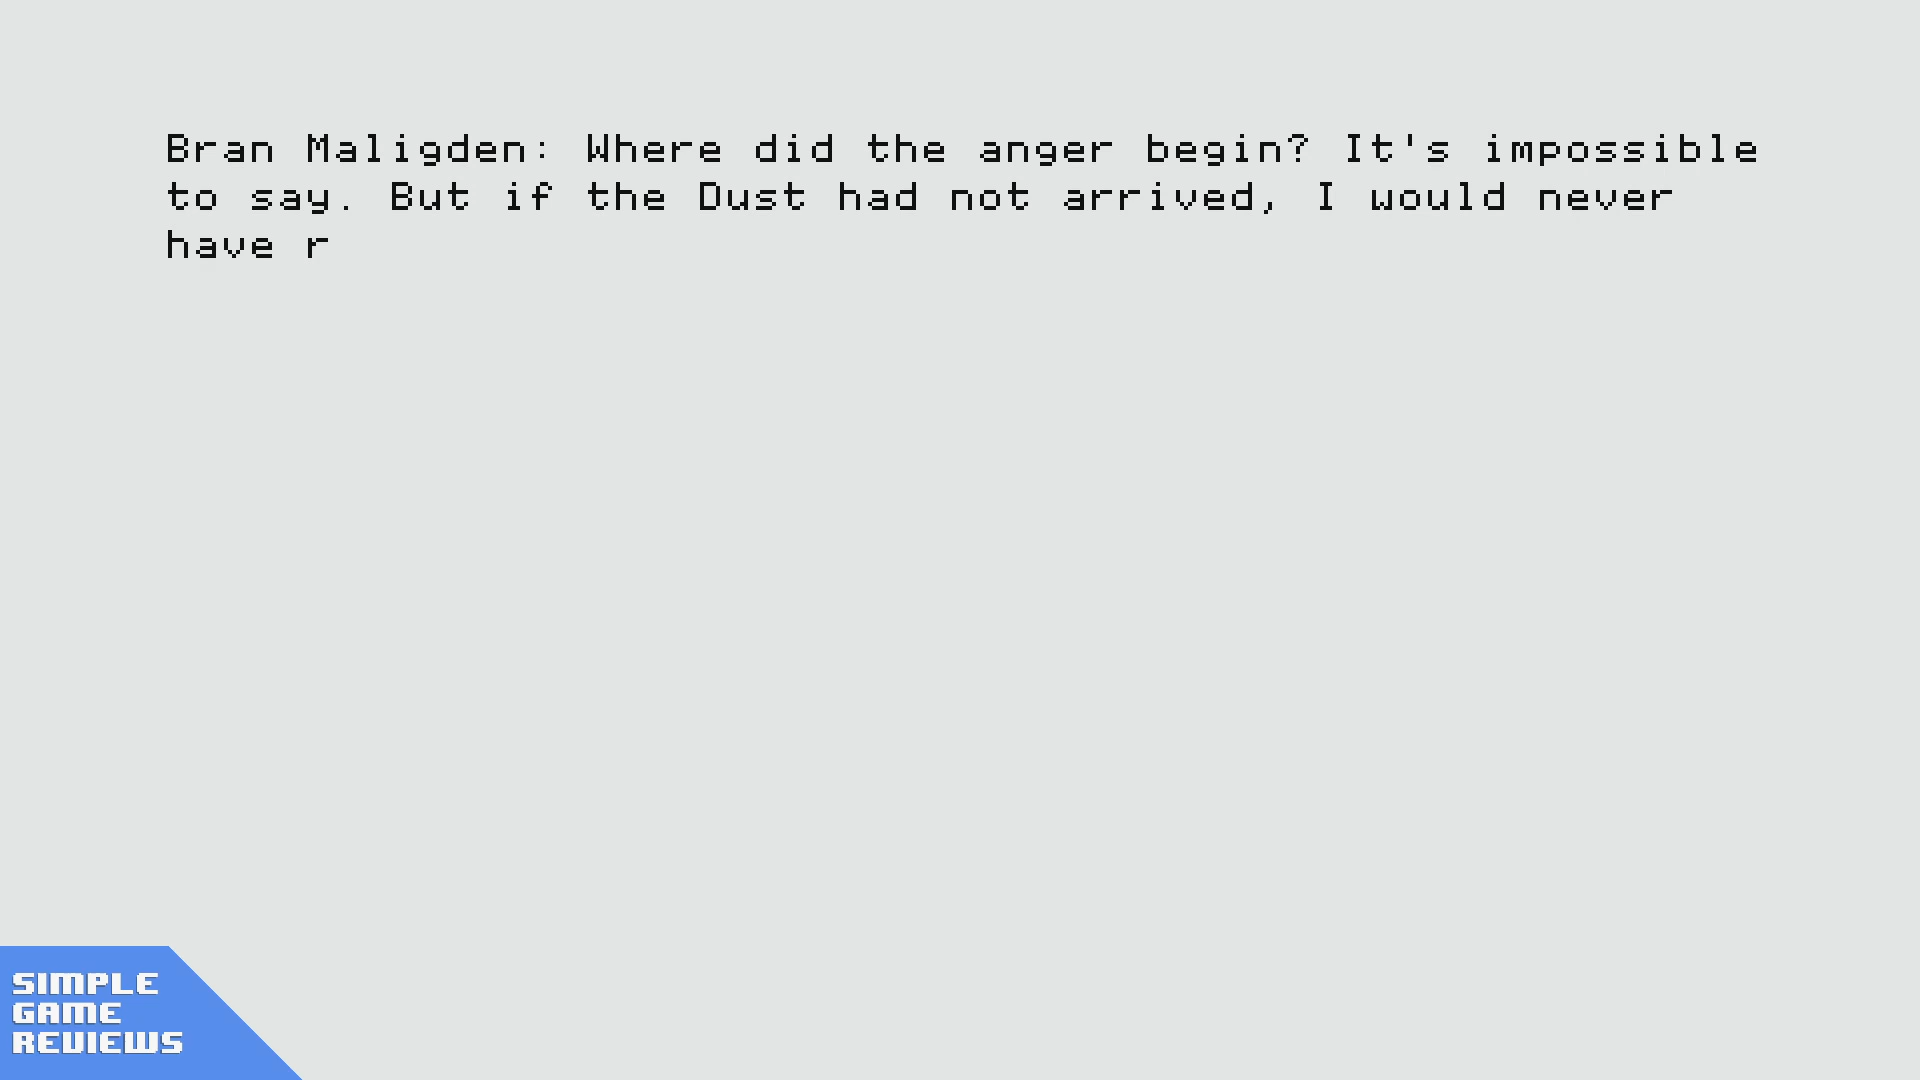 Bran Maligden: Where did the anger begin? It's impossible
to say. But if the Dust had not arrived, I would never
have r
SIMPLE
GAME
REVIEWS